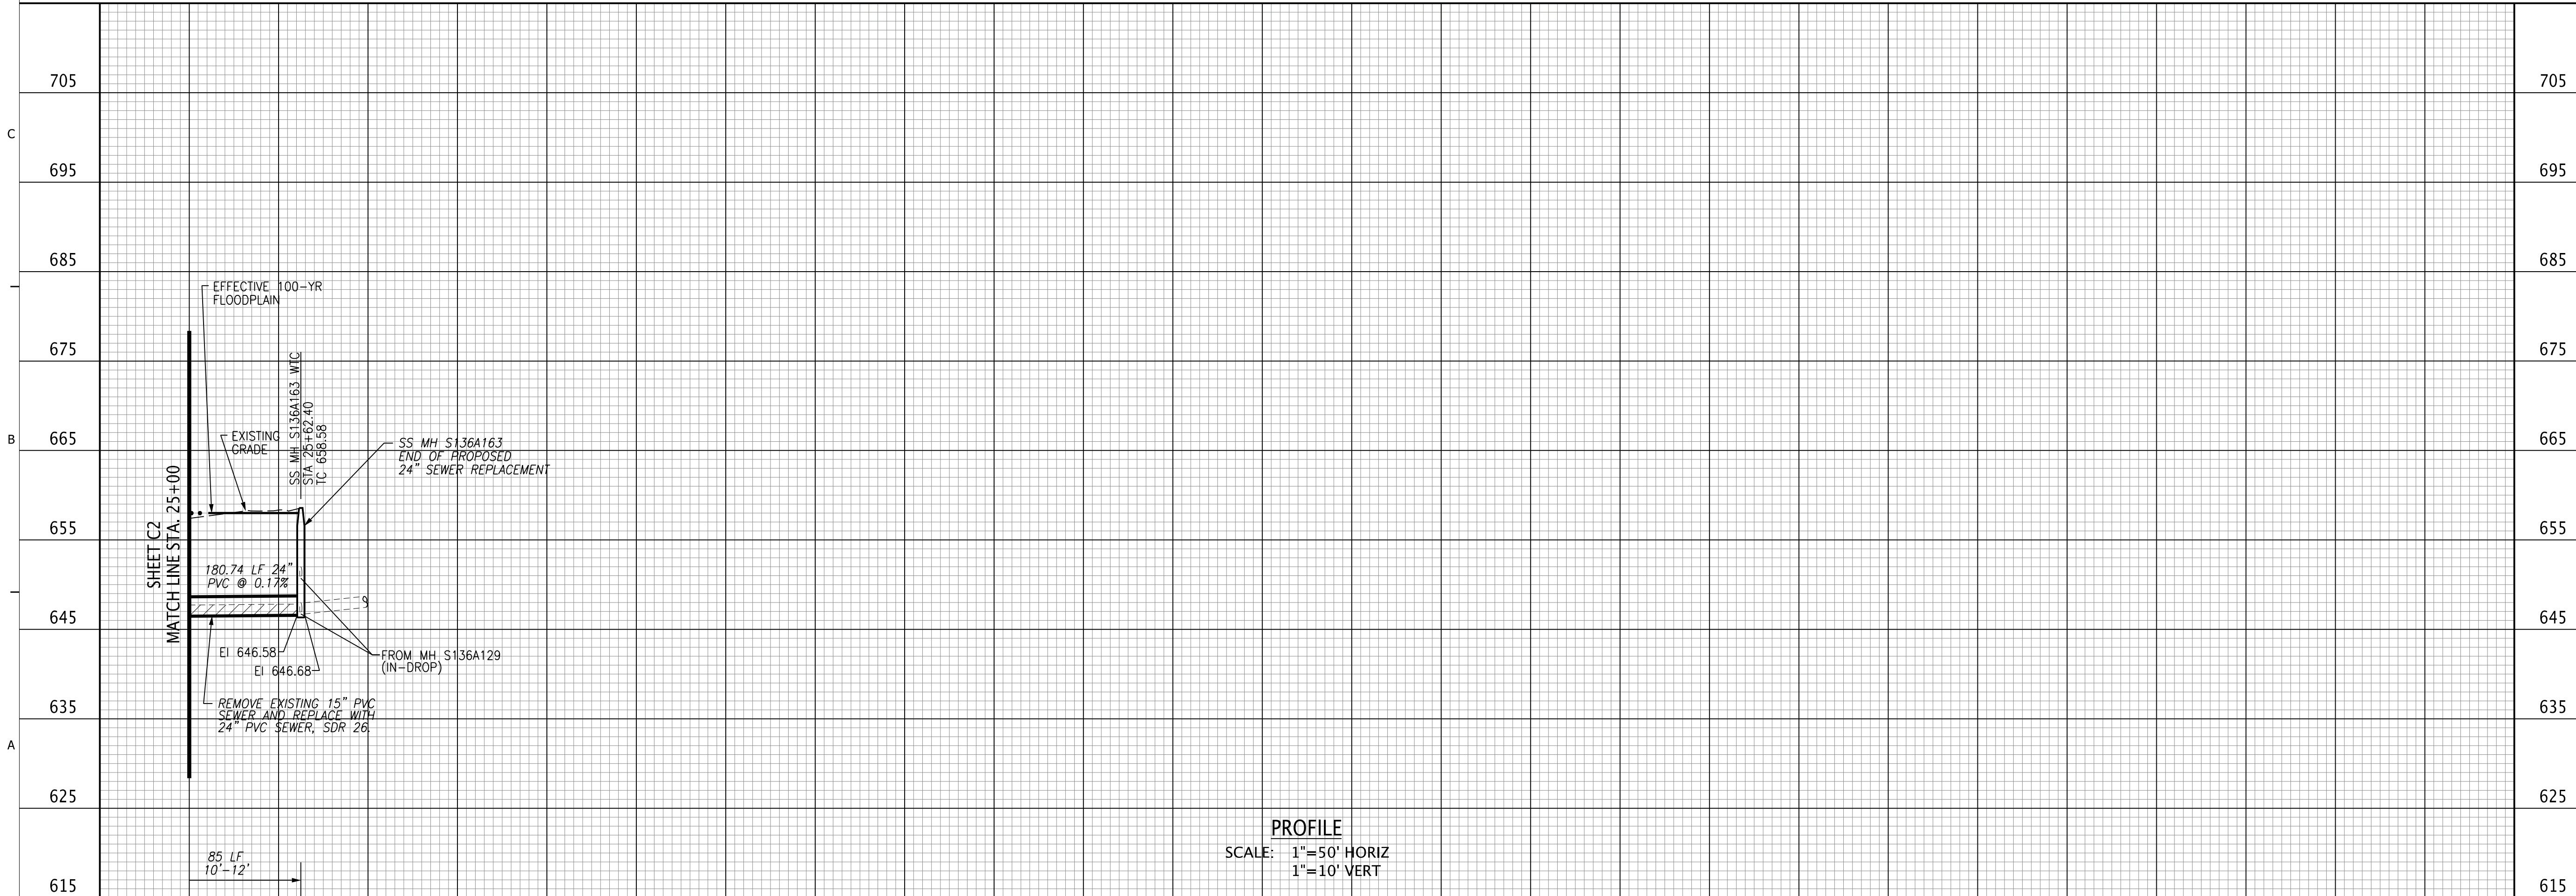 705
705
C
695
695
685
685
EFFECTIVE 100-YR
FLOODPLAIN
675
675
SS MH S136A163 WTC
STA 25+62.40
TC 658.58
B
665
665
EXISTING
GRADE
SS MH S136A163
END OF PROPOSED
24" SEWER REPLACEMENT
SHEET C2
MATCH LINE STA. 25+00
655
655
180.74 LF 24"
PVC @ 0.17%
645
645
EI 646.58
EI 646.68
FROM MH S136A129
(IN-DROP)
REMOVE EXISTING 15" PVC
SEWER AND REPLACE WITH
24" PVC SEWER, SDR 26.
635
635
A
625
625
PROFILE
SCALE: 1"=50' HORIZ
1"=10' VERT
85 LF
10'-12'
615
615